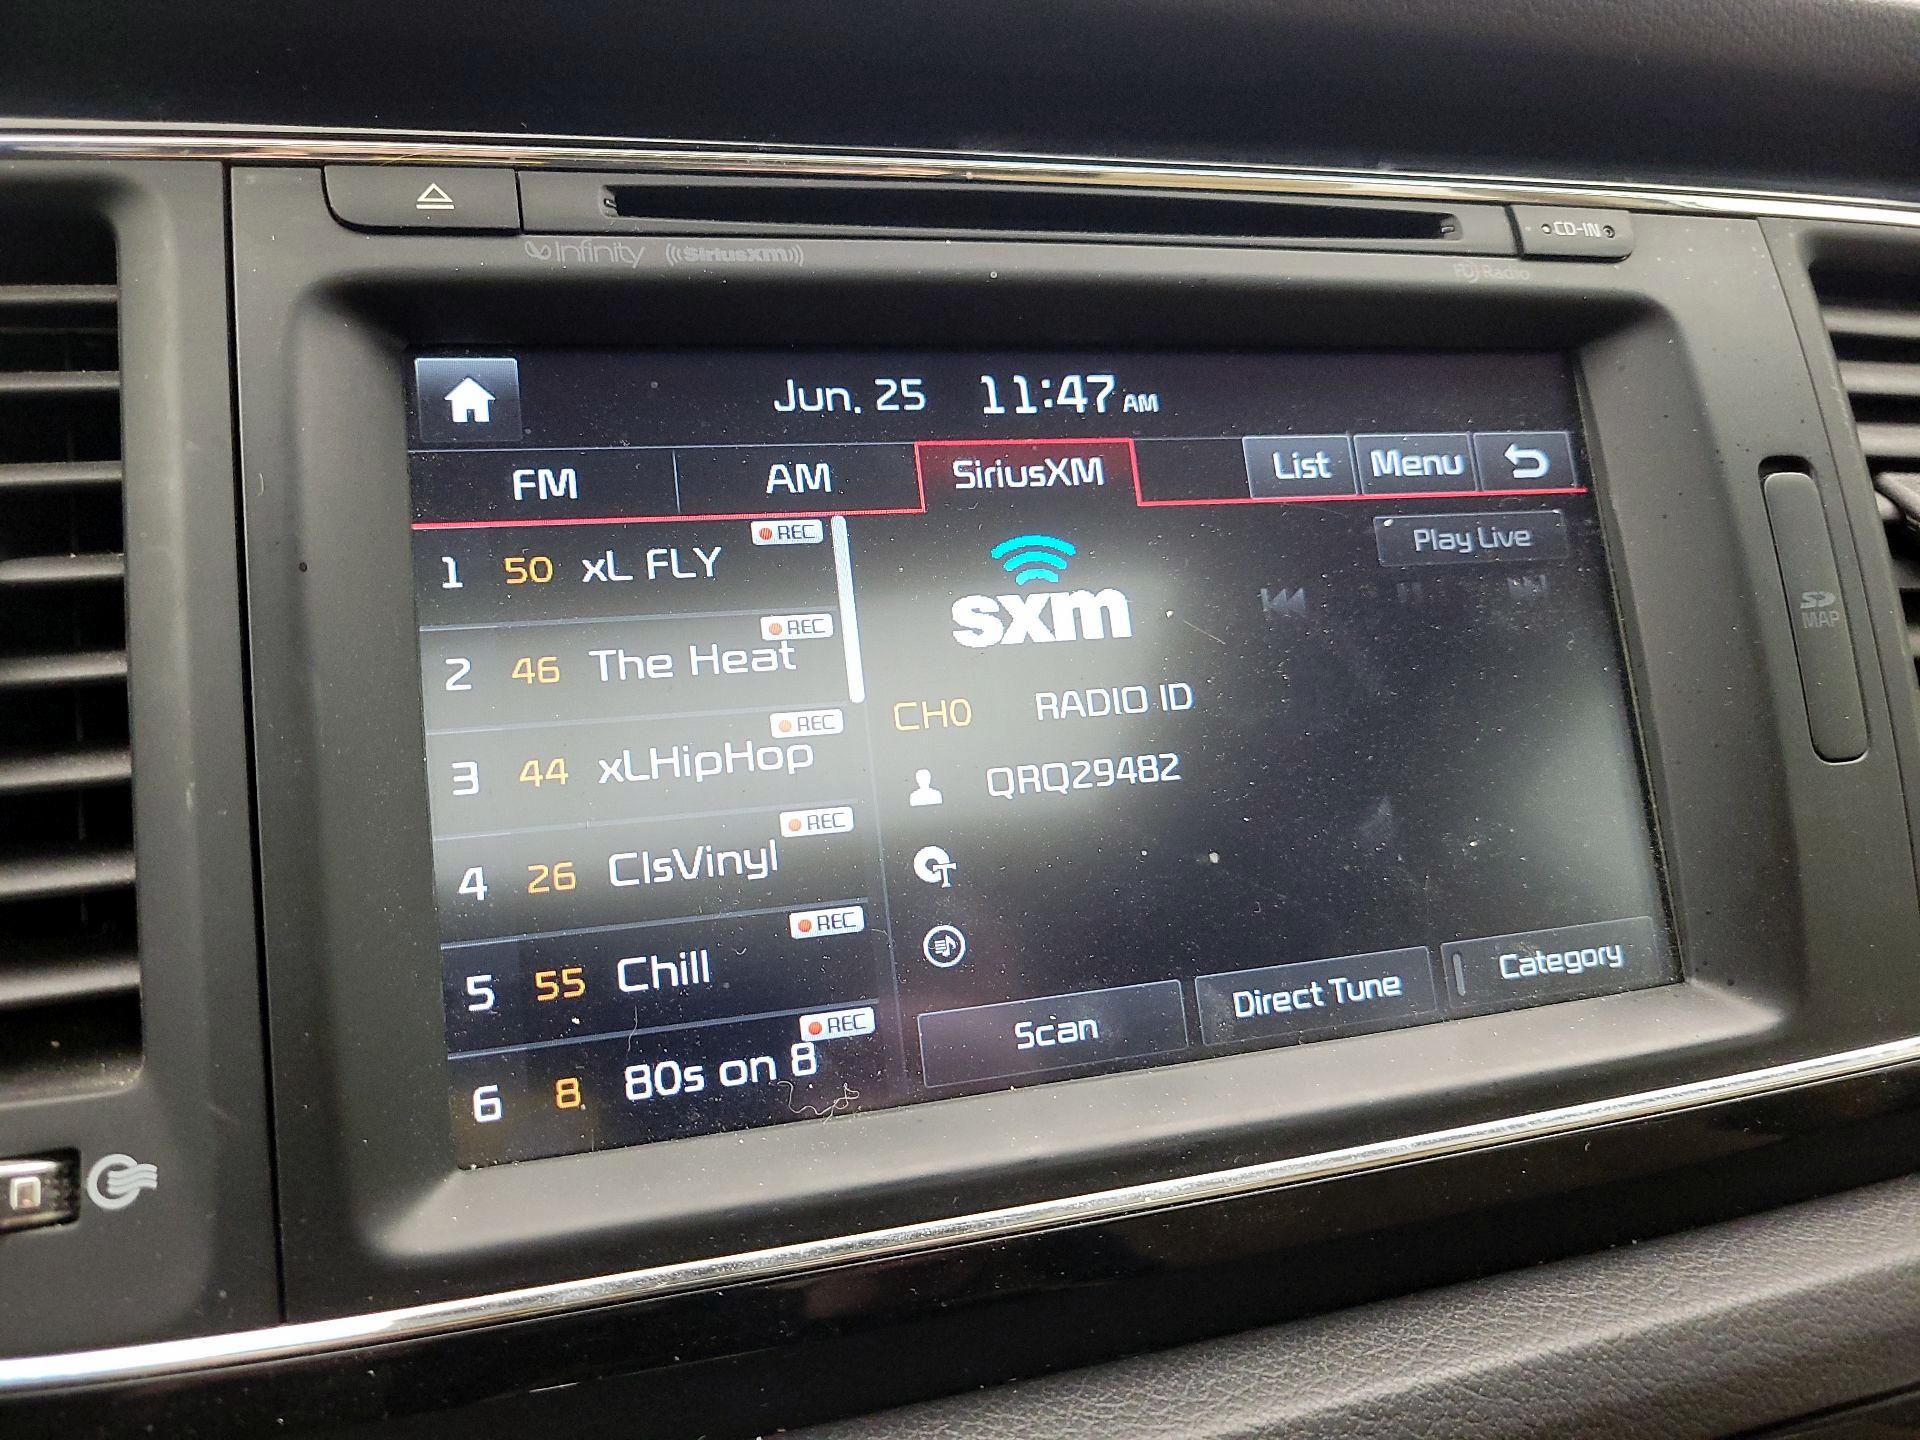 CD-IN
Infinity ((SiriusXM))
HD Radio
Jun. 25 11:47 AM
FM AM SiriusXM List Menu
REC
1 50 xL FLY
REC
2 46 The Heat
REC
3 44 xLHipHop
REC
4 26 ClsVinyl
REC
5 55 Chill
REC
6 8 80s on 8
Play Live
sxm
CH0 RADIO ID
QRQ29482
T
Scan Direct Tune Category
SD
MAP